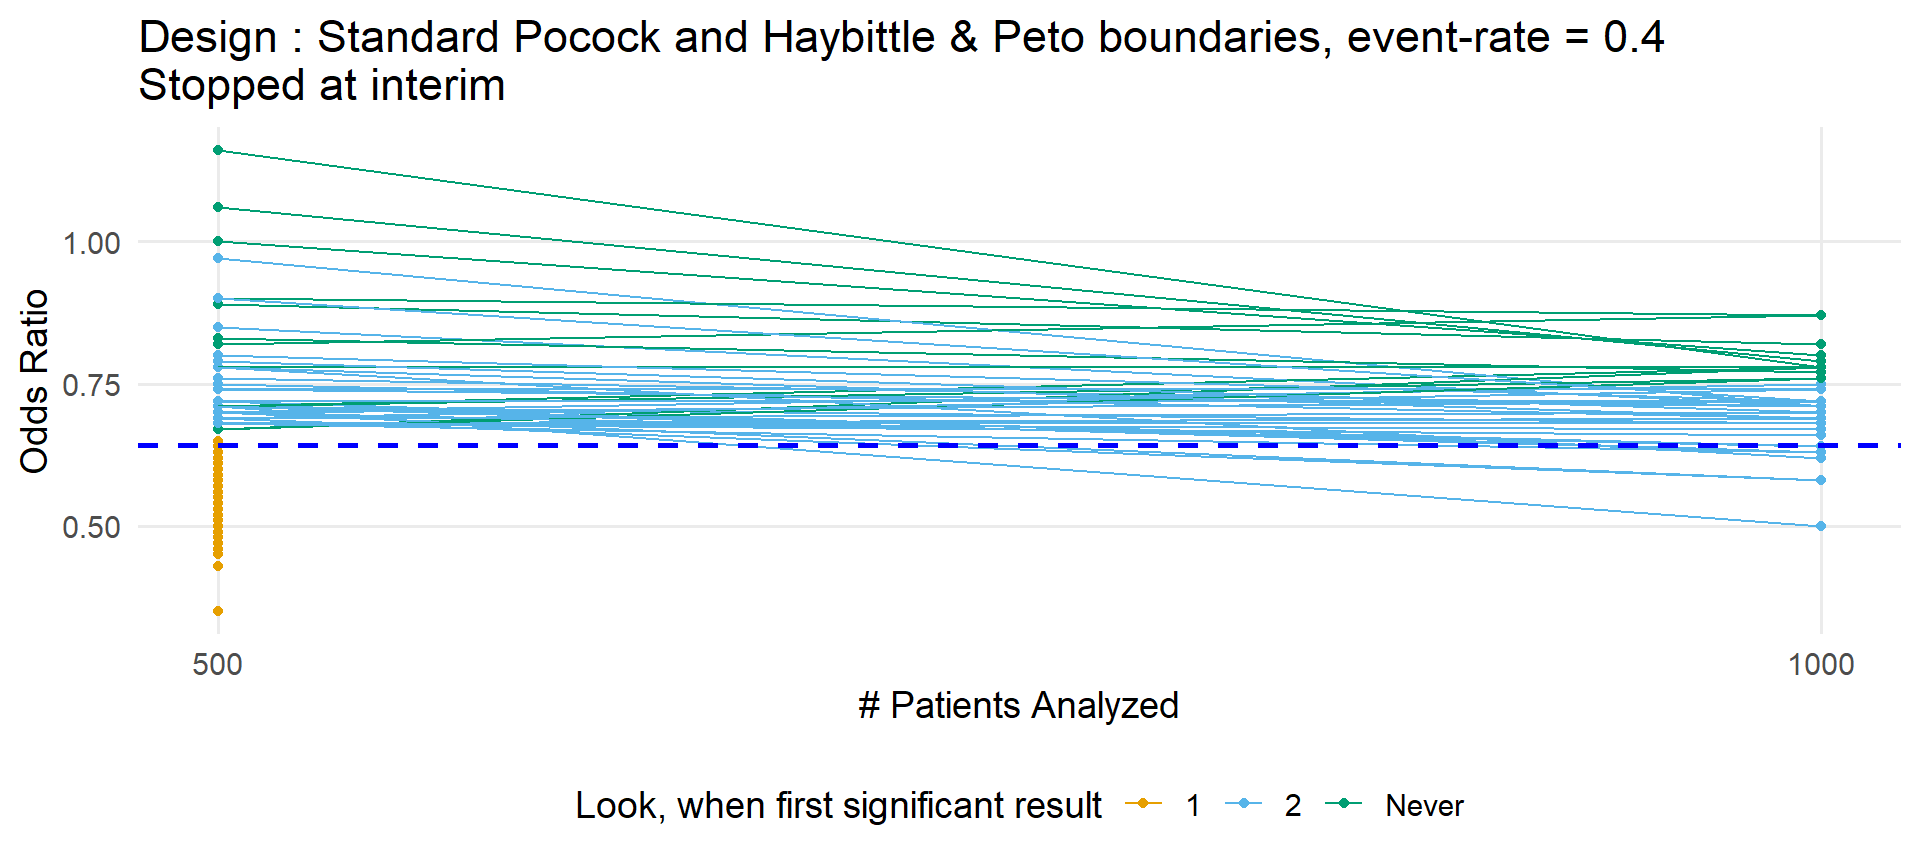 Design : Standard Pocock and Haybittle & Peto boundaries, event-rate = 0.4
Stopped at interim
Odds Ratio
1.00
0.75
0.50
500
1000
# Patients Analyzed
Look, when first significant result
1
2
Never